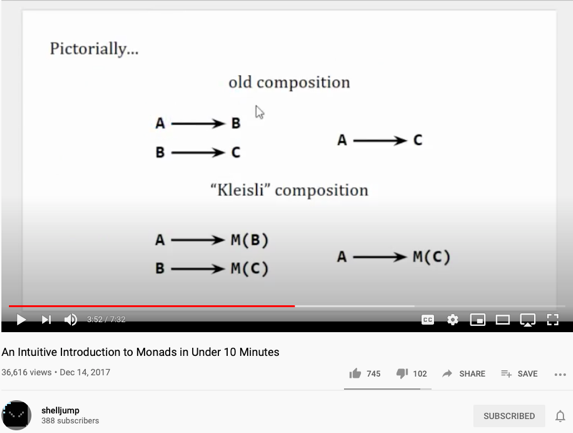 Pictorially...
old composition
A B
B C
A C
“Kleisli” composition
A M(B)
B M(C)
A M(C)
3:52 / 7:32
CC
An Intuitive Introduction to Monads in Under 10 Minutes
36,616 views • Dec 14, 2017
745 102 SHARE SAVE
shelljump
388 subscribers
SUBSCRIBED